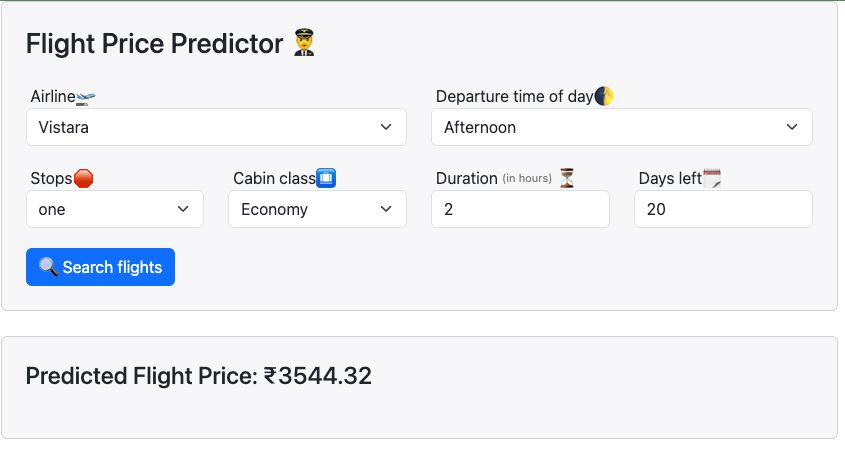 Flight Price Predictor
Airline Departure time of day
Vistara Afternoon
Stops Cabin class Duration (in hours) Days left
one Economy 2 20
Search flights
Predicted Flight Price: ₹3544.32